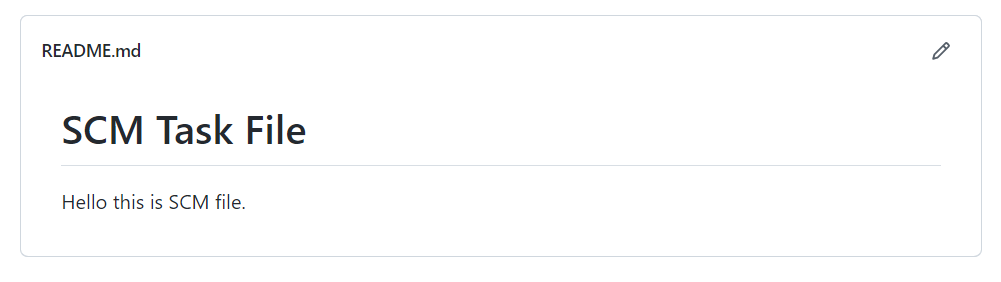 README.md
SCM Task File
Hello this is SCM file.